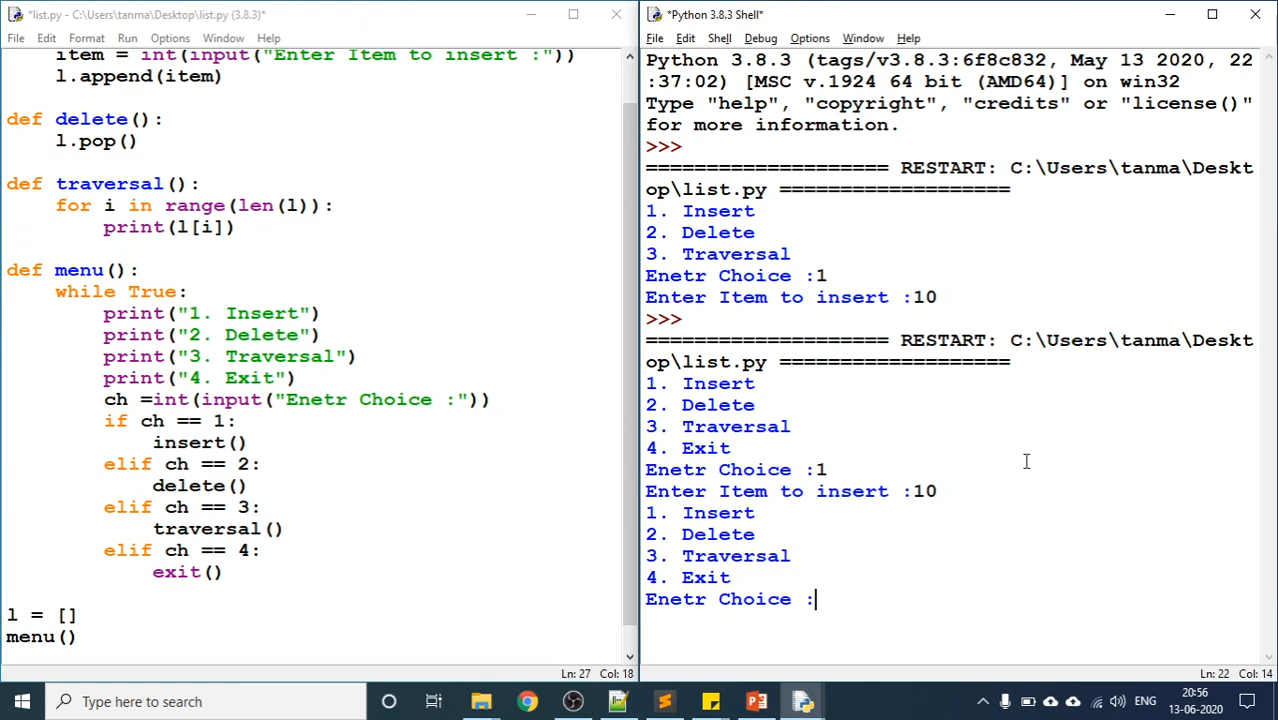 *list.py - C:\Users\tanma\Desktop\list.py (3.8.3)*
File Edit Format Run Options Window Help
item = int(input("Enter Item to insert :"))
l.append(item)
def delete():
l.pop()
def traversal():
for i in range(len(l)):
print(l[i])
def menu():
while True:
print("1. Insert")
print("2. Delete")
print("3. Traversal")
print("4. Exit")
ch =int(input("Enetr Choice :"))
if ch == 1:
insert()
elif ch == 2:
delete()
elif ch == 3:
traversal()
elif ch == 4:
exit()
l = []
menu()
Ln: 27 Col: 18
*Python 3.8.3 Shell*
File Edit Shell Debug Options Window Help
Python 3.8.3 (tags/v3.8.3:6f8c832, May 13 2020, 22
:37:02) [MSC v.1924 64 bit (AMD64)] on win32
Type "help", "copyright", "credits" or "license()"
for more information.
>>>
==================== RESTART: C:\Users\tanma\Deskt
op\list.py ===================
1. Insert
2. Delete
3. Traversal
Enetr Choice :1
Enter Item to insert :10
>>>
==================== RESTART: C:\Users\tanma\Deskt
op\list.py ===================
1. Insert
2. Delete
3. Traversal
4. Exit
Enetr Choice :1
Enter Item to insert :10
1. Insert
2. Delete
3. Traversal
4. Exit
Enetr Choice :
Ln: 22 Col: 14
Type here to search
ENG
20:56
13-06-2020